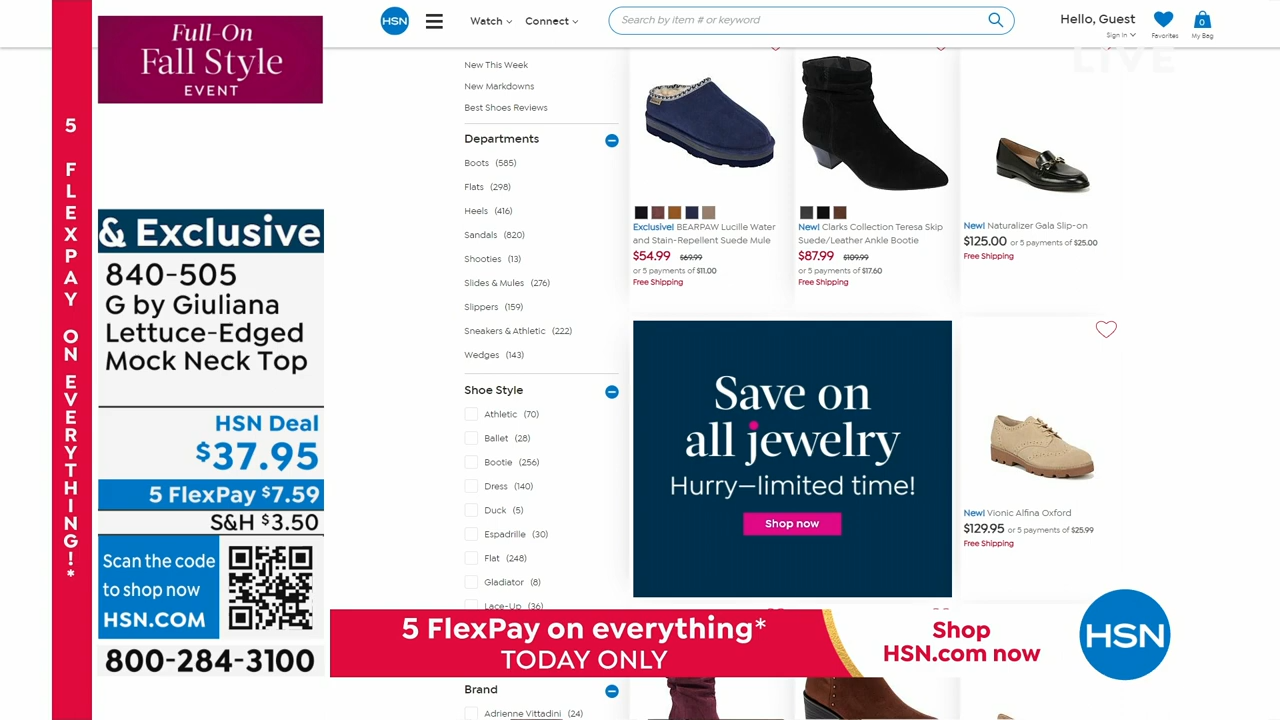 Full-On
Fall Style
EVENT
5 FLEXPAY ON EVERYTHING!*
& Exclusive
840-505
G by Giuliana
Lettuce-Edged
Mock Neck Top
HSN Deal
$37.95
5 FlexPay $7.59
S&H $3.50
Scan the code
to shop now
HSN.COM
800-284-3100
HSN
Watch
Connect
Search by item # or keyword
Hello, Guest
Sign In
Favorites
0
My Bag
LIVE
New This Week
New Markdowns
Best Shoes Reviews
Departments
Boots (585)
Flats (298)
Heels (416)
Sandals (820)
Shooties (13)
Slides & Mules (276)
Slippers (159)
Sneakers & Athletic (222)
Wedges (143)
Shoe Style
Athletic (70)
Ballet (28)
Bootie (256)
Dress (140)
Duck (5)
Espadrille (30)
Flat (248)
Gladiator (8)
Lace-Up (36)
Brand
Adrienne Vittadini (24)
Exclusive! BEARPAW Lucille Water
and Stain-Repellent Suede Mule
$54.99 $69.99
or 5 payments of $11.00
Free Shipping
New! Clarks Collection Teresa Skip
Suede/Leather Ankle Bootie
$87.99 $109.99
or 5 payments of $17.60
Free Shipping
New! Naturalizer Gala Slip-on
$125.00 or 5 payments of $25.00
Free Shipping
Save on
all jewelry
Hurry—limited time!
Shop now
New! Vionic Alfina Oxford
$129.95 or 5 payments of $25.99
Free Shipping
5 FlexPay on everything*
TODAY ONLY
Shop
HSN.com now
HSN